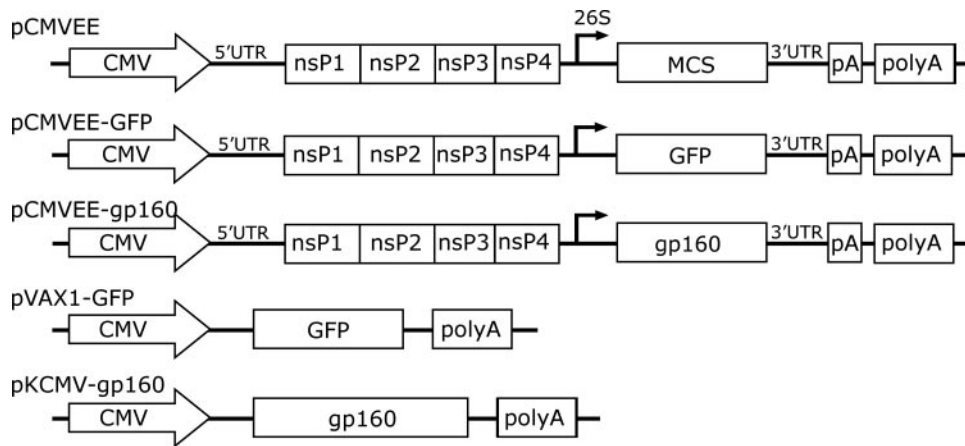 pCMVEE
26S
CMV 5'UTR nsP1 nsP2 nsP3 nsP4 MCS 3'UTR pA polyA
pCMVEE-GFP
CMV 5'UTR nsP1 nsP2 nsP3 nsP4 GFP 3'UTR pA polyA
pCMVEE-gp160
CMV 5'UTR nsP1 nsP2 nsP3 nsP4 gp160 3'UTR pA polyA
pVAX1-GFP
CMV GFP polyA
pKCMV-gp160
CMV gp160 polyA